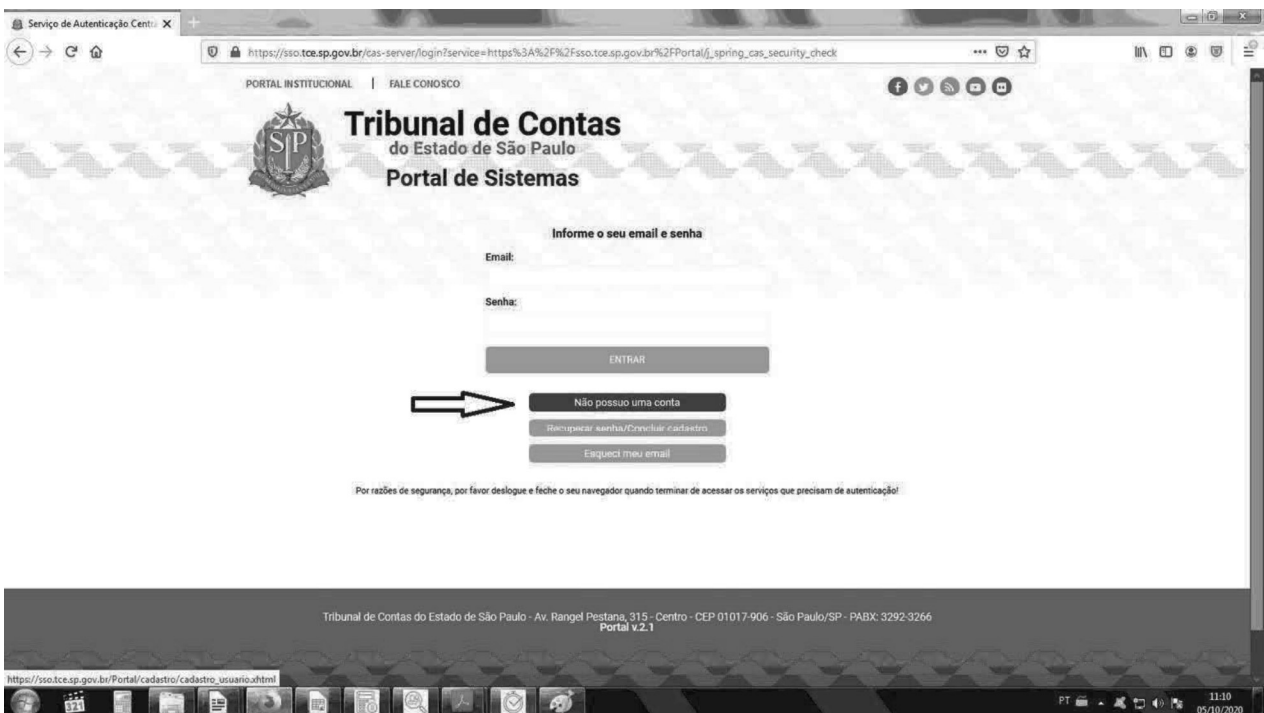 Serviço de Autenticação Centr X
https://sso.tce.sp.gov.br/cas-server/login?service=https%3A%2F%2Fsso.tce.sp.gov.br%2FPortal/j_spring_cas_security_check
PORTAL INSTITUCIONAL | FALE CONOSCO
SP
Tribunal de Contas
do Estado de São Paulo
Portal de Sistemas
Informe o seu email e senha
Email:
Senha:
ENTRAR
Não possuo uma conta
Recuperar senha/Concluir cadastro
Esqueci meu email
Por razões de segurança, por favor deslogue e feche o seu navegador quando terminar de acessar os serviços que precisam de autenticação!
Tribunal de Contas do Estado de São Paulo - Av. Rangel Pestana, 315 - Centro - CEP 01017-906 - São Paulo/SP - PABX: 3292-3266
Portal v.2.1
https://sso.tce.sp.gov.br/Portal/cadastro/cadastro_usuario.xhtml
321
PT
11:10
05/10/2020